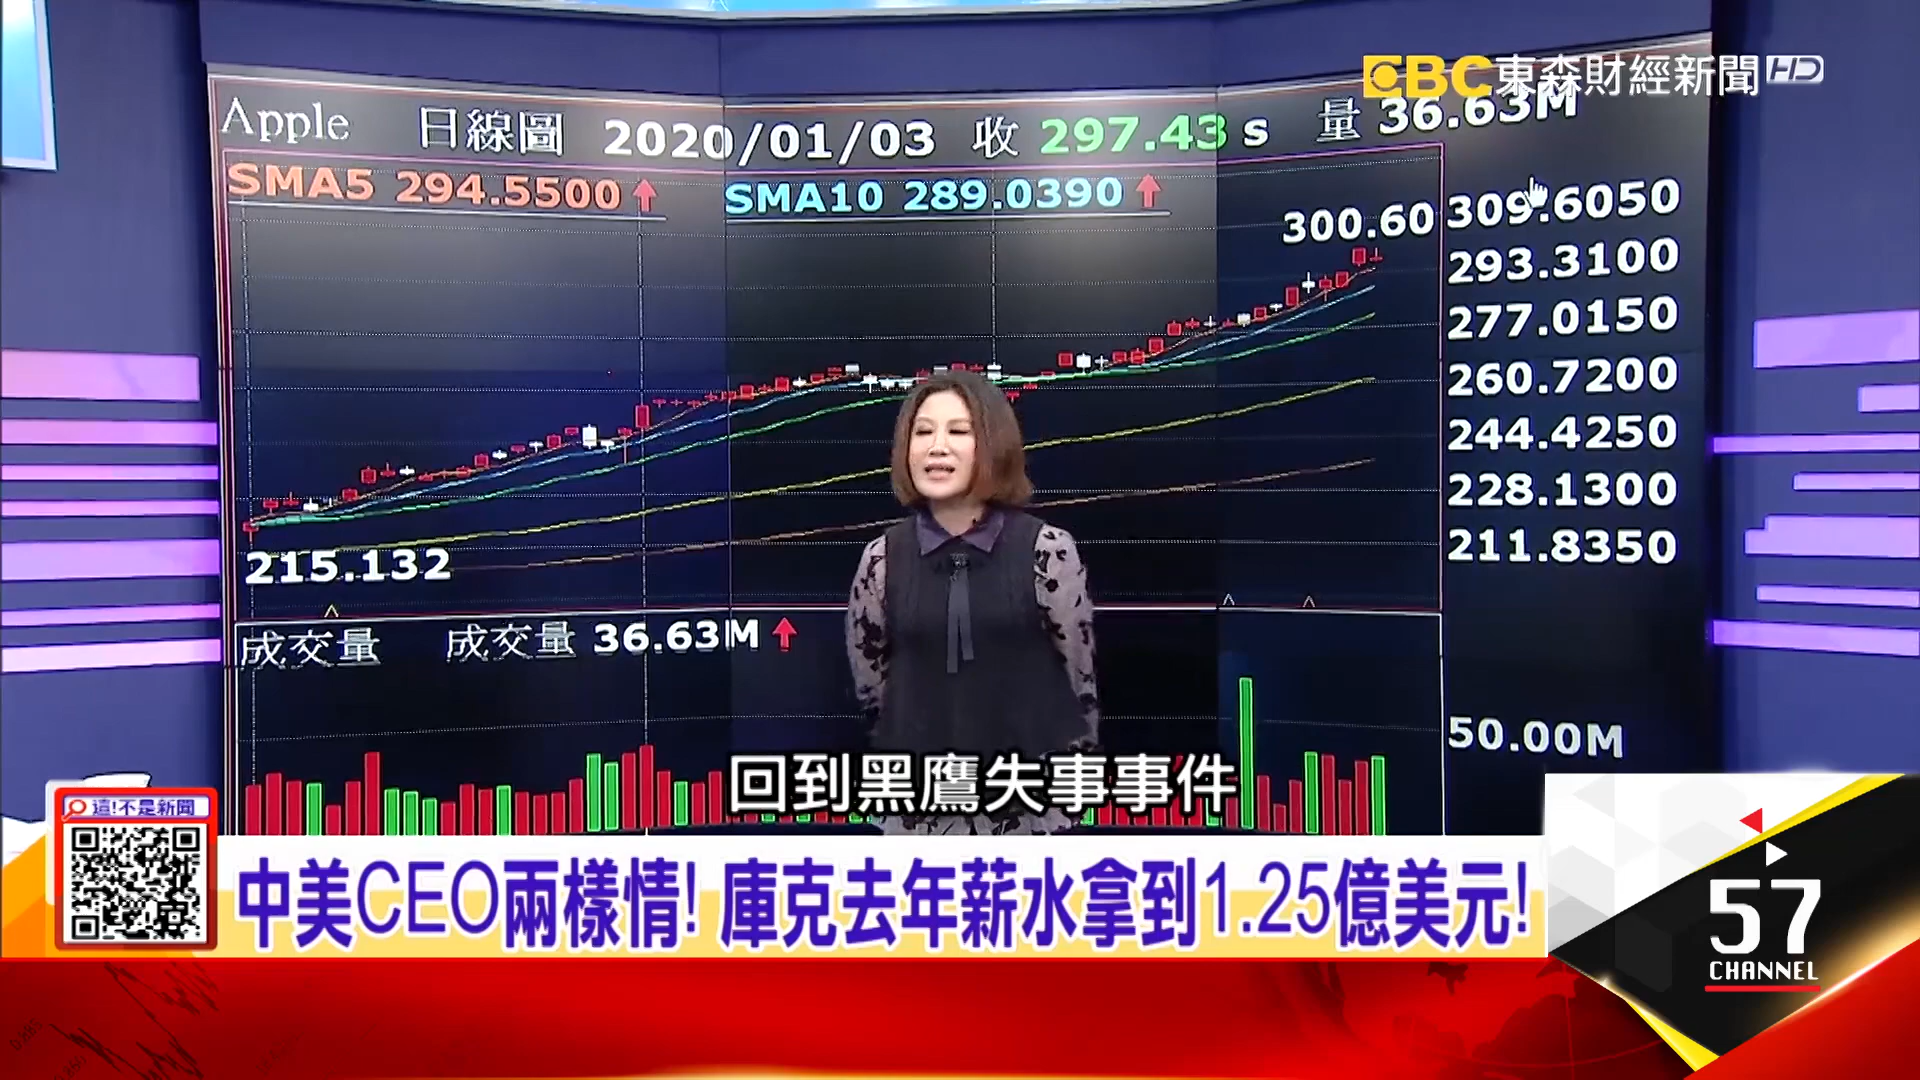 EBC東森財經新聞HD
Apple 日線圖 2020/01/03 收 297.43 s 量 36.63M
SMA5 294.5500↑ SMA10 289.0390↑
300.60
309.6050
293.3100
277.0150
260.7200
244.4250
228.1300
211.8350
215.132
成交量 成交量 36.63M↑
50.00M
回到黑鷹失事事件
這!不是新聞
中美CEO兩樣情! 庫克去年薪水拿到1.25億美元!
57
CHANNEL